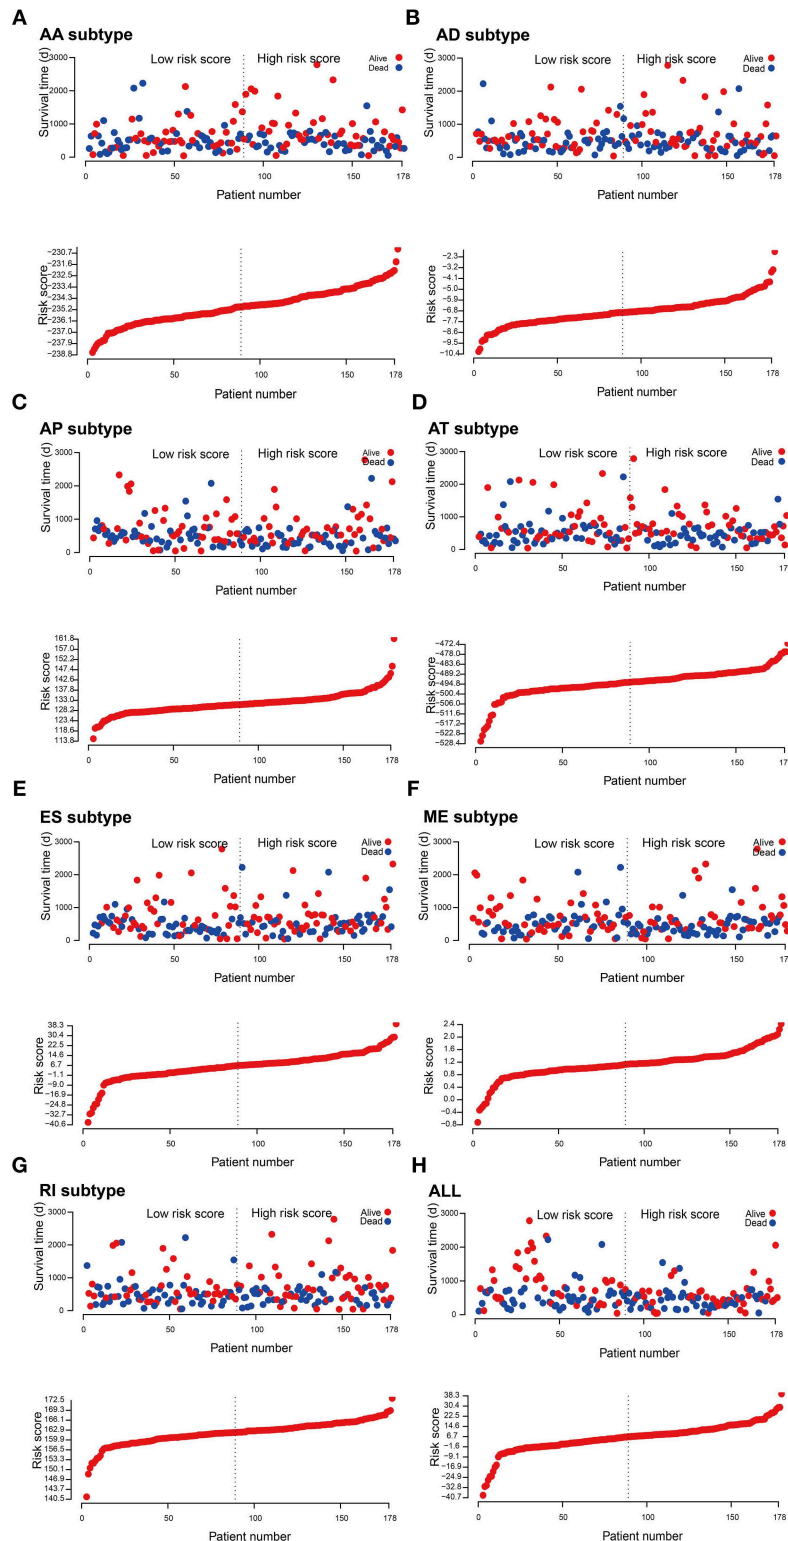 A
AA subtype
Low risk score
High risk score
Alive
Dead
Survival time (d)
3000
2000
1000
0
0
50
100
150
178
Patient number
Risk score
−230.7
−231.6
−232.5
−233.4
−234.3
−235.2
−236.1
−237.0
−237.9
−238.8
0
50
100
150
178
Patient number
B
AD subtype
Low risk score
High risk score
Alive
Dead
Survival time (d)
3000
2000
1000
0
0
50
100
150
178
Patient number
Risk score
−2.3
−3.2
−4.1
−5.0
−5.9
−6.8
−7.7
−8.6
−9.5
−10.4
0
50
100
150
178
Patient number
C
AP subtype
Low risk score
High risk score
Alive
Dead
Survival time (d)
3000
2000
1000
0
0
50
100
150
178
Patient number
Risk score
161.8
157.0
152.2
147.4
142.6
137.8
133.0
128.2
123.4
118.6
113.8
0
50
100
150
178
Patient number
D
AT subtype
Low risk score
High risk score
Alive
Dead
Survival time (d)
3000
2000
1000
0
0
50
100
150
17
Patient number
Risk score
−472.4
−478.0
−483.6
−489.2
−494.8
−500.4
−506.0
−511.6
−517.2
−522.8
−528.4
0
50
100
150
17
Patient number
E
ES subtype
Low risk score
High risk score
Alive
Dead
Survival time (d)
3000
2000
1000
0
0
50
100
150
178
Patient number
Risk score
38.3
30.4
22.5
14.6
6.7
−1.1
−9.0
−16.9
−24.8
−32.7
−40.6
0
50
100
150
178
Patient number
F
ME subtype
Low risk score
High risk score
Alive
Dead
Survival time (d)
3000
2000
1000
0
0
50
100
150
17
Patient number
Risk score
2.4
2.0
1.6
1.2
0.8
0.4
0.0
−0.4
−0.8
0
50
100
150
178
Patient number
G
RI subtype
Low risk score
High risk score
Alive
Dead
Survival time (d)
3000
2000
1000
0
0
50
100
150
178
Patient number
Risk score
172.5
169.3
166.1
162.9
159.9
156.5
153.3
150.1
146.9
143.7
140.5
0
50
100
150
178
Patient number
H
ALL
Low risk score
High risk score
Alive
Dead
Survival time (d)
3000
2000
1000
0
0
50
100
150
178
Patient number
Risk score
38.3
30.4
22.5
14.6
6.7
−1.6
−9.1
−16.9
−24.9
−32.8
−40.7
0
50
100
150
178
Patient number